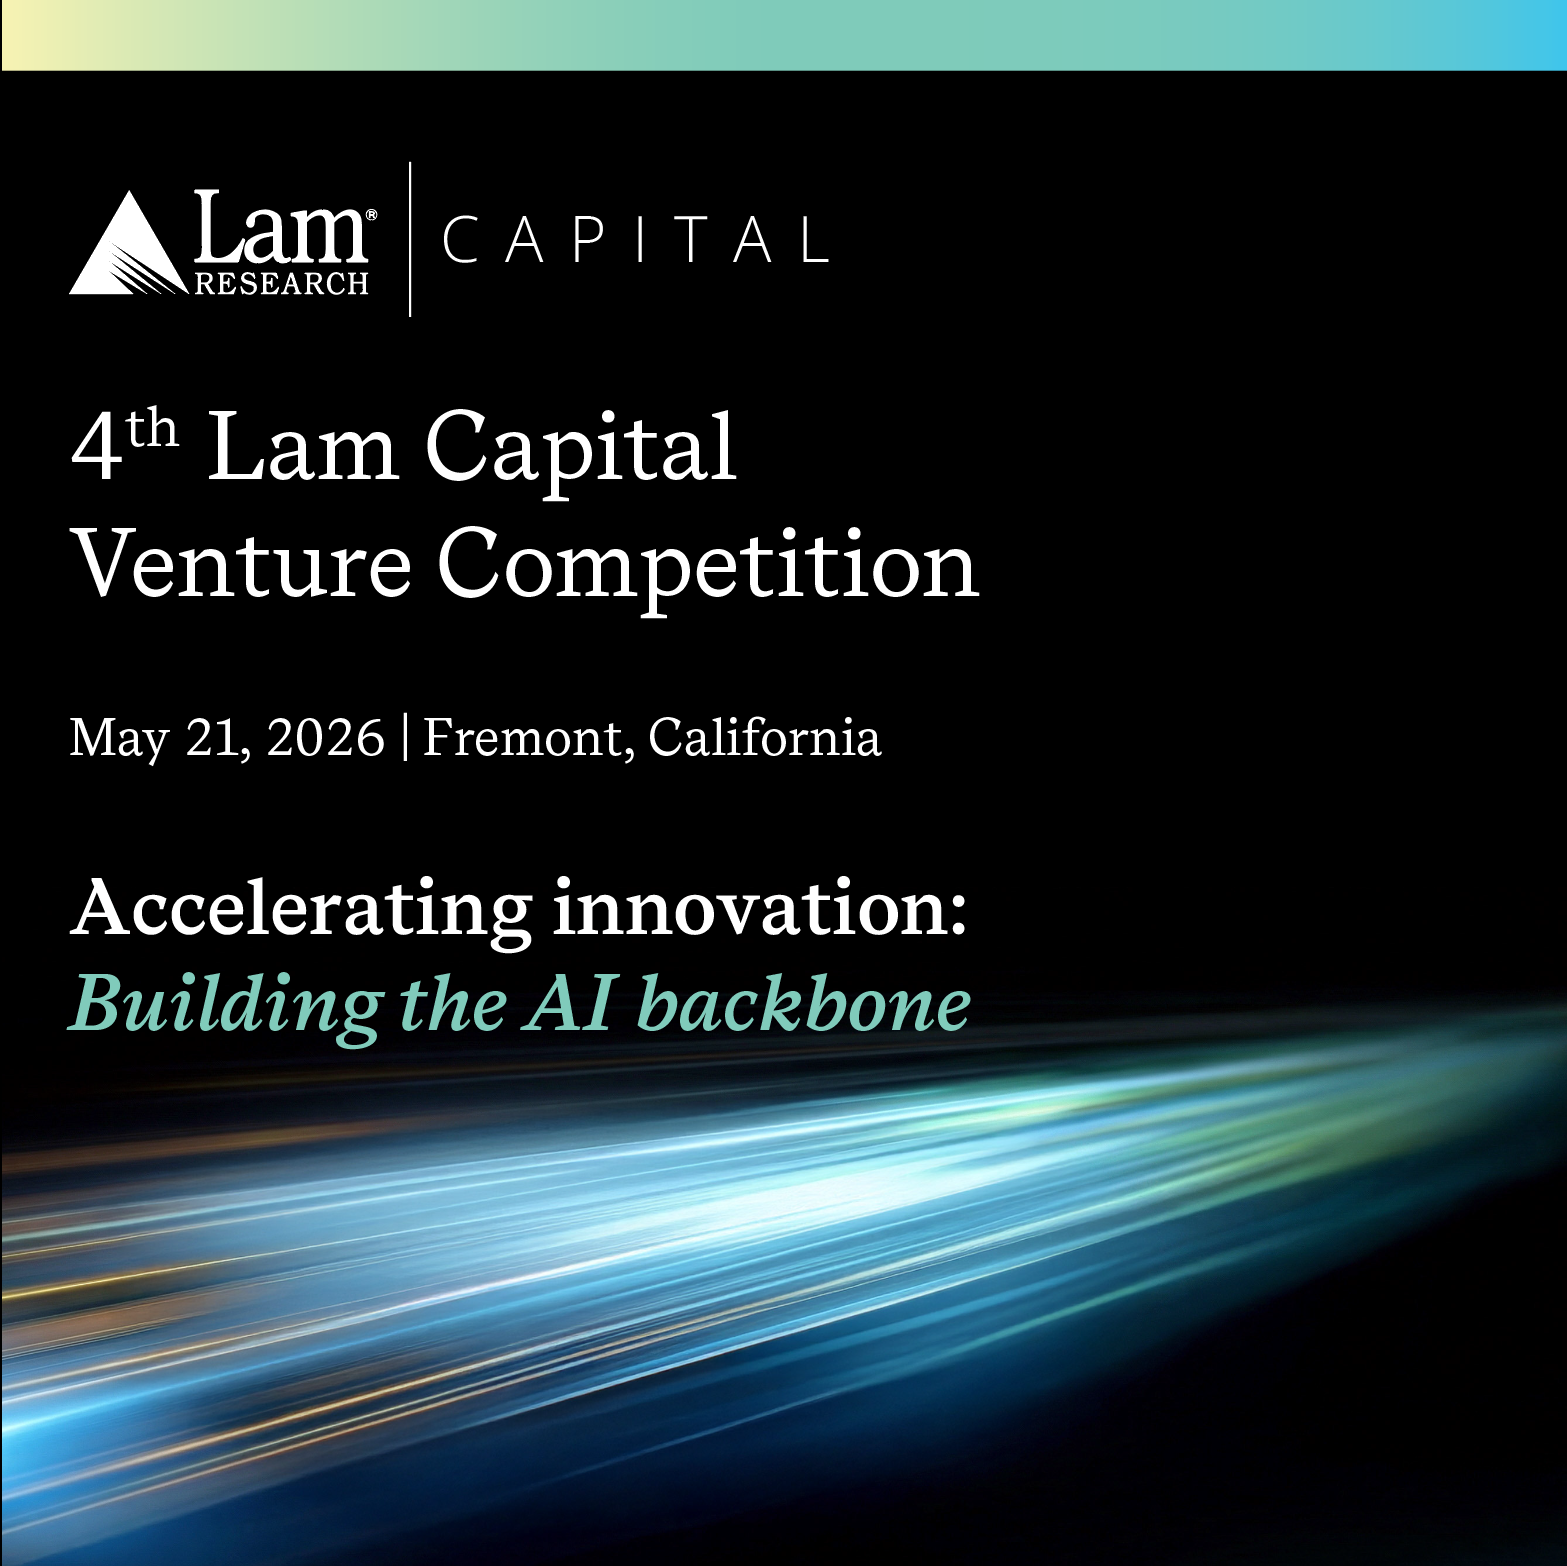 Lam®
RESEARCH
CAPITAL
4th Lam Capital
Venture Competition
May 21, 2026 | Fremont, California
Accelerating innovation:
Building the AI backbone